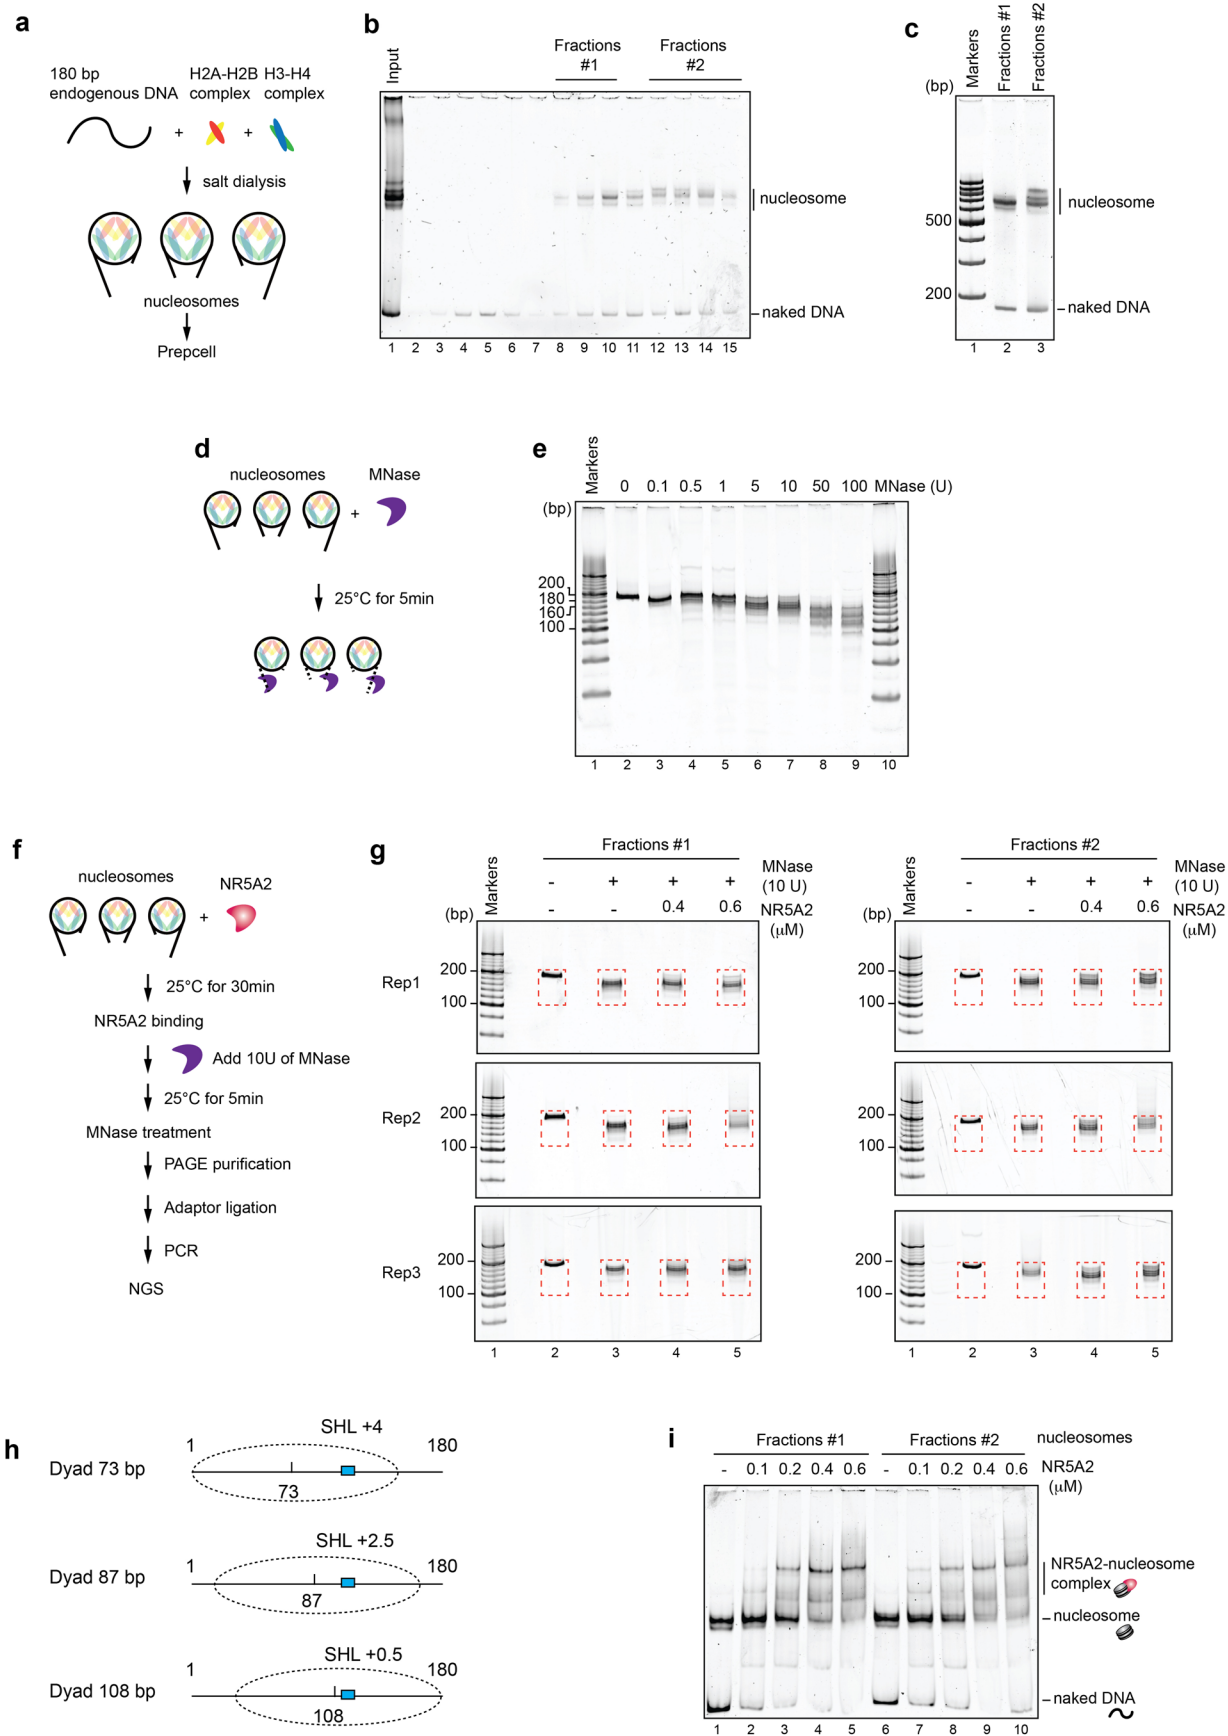 a
180 bp
endogenous DNA
H2A-H2B
complex
H3-H4
complex
+
+
salt dialysis
nucleosomes
Prepcell
b
Input
Fractions
#1
Fractions
#2
nucleosome
naked DNA
1 2 3 4 5 6 7 8 9 10 11 12 13 14 15
c
(bp)
Markers
Fractions #1
Fractions #2
500
200
nucleosome
naked DNA
1 2 3
d
nucleosomes
MNase
+
25°C for 5min
e
Markers
0 0.1 0.5 1 5 10 50 100 MNase (U)
(bp)
200
180
160
100
1 2 3 4 5 6 7 8 9 10
f
nucleosomes
NR5A2
+
25°C for 30min
NR5A2 binding
Add 10U of MNase
25°C for 5min
MNase treatment
PAGE purification
Adaptor ligation
PCR
NGS
g
Fractions #1
Markers
- + + + MNase
(10 U)
(bp)
- - 0.4 0.6 NR5A2
(μM)
Rep1
200
100
Rep2
200
100
Rep3
200
100
1 2 3 4 5
Fractions #2
Markers
- + + + MNase
(10 U)
(bp)
- - 0.4 0.6 NR5A2
(μM)
200
100
200
100
200
100
1 2 3 4 5
h
SHL +4
1 180
Dyad 73 bp
73
SHL +2.5
1 180
Dyad 87 bp
87
SHL +0.5
1 180
Dyad 108 bp
108
i
Fractions #1 Fractions #2 nucleosomes
- 0.1 0.2 0.4 0.6 - 0.1 0.2 0.4 0.6 NR5A2
(μM)
NR5A2-nucleosome
complex
nucleosome
naked DNA
1 2 3 4 5 6 7 8 9 10